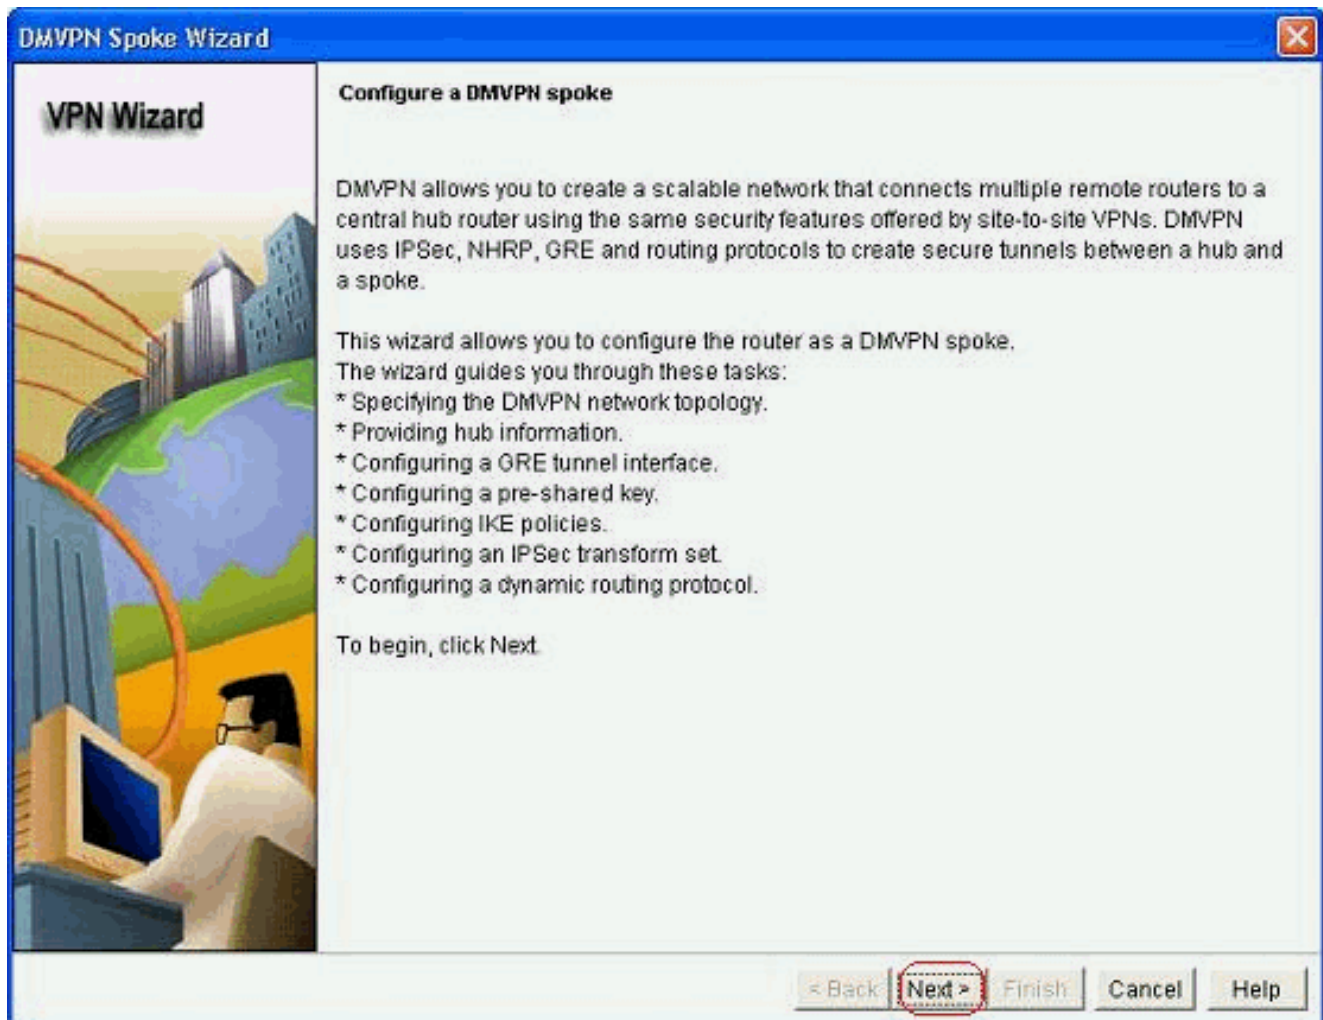 DMVPN Spoke Wizard
VPN Wizard
Configure a DMVPN spoke
DMVPN allows you to create a scalable network that connects multiple remote routers to a
central hub router using the same security features offered by site-to-site VPNs. DMVPN
uses IPSec, NHRP, GRE and routing protocols to create secure tunnels between a hub and
a spoke.
This wizard allows you to configure the router as a DMVPN spoke.
The wizard guides you through these tasks:
* Specifying the DMVPN network topology.
* Providing hub information.
* Configuring a GRE tunnel interface.
* Configuring a pre-shared key.
* Configuring IKE policies.
* Configuring an IPSec transform set.
* Configuring a dynamic routing protocol.
To begin, click Next.
< Back Next > Finish Cancel Help